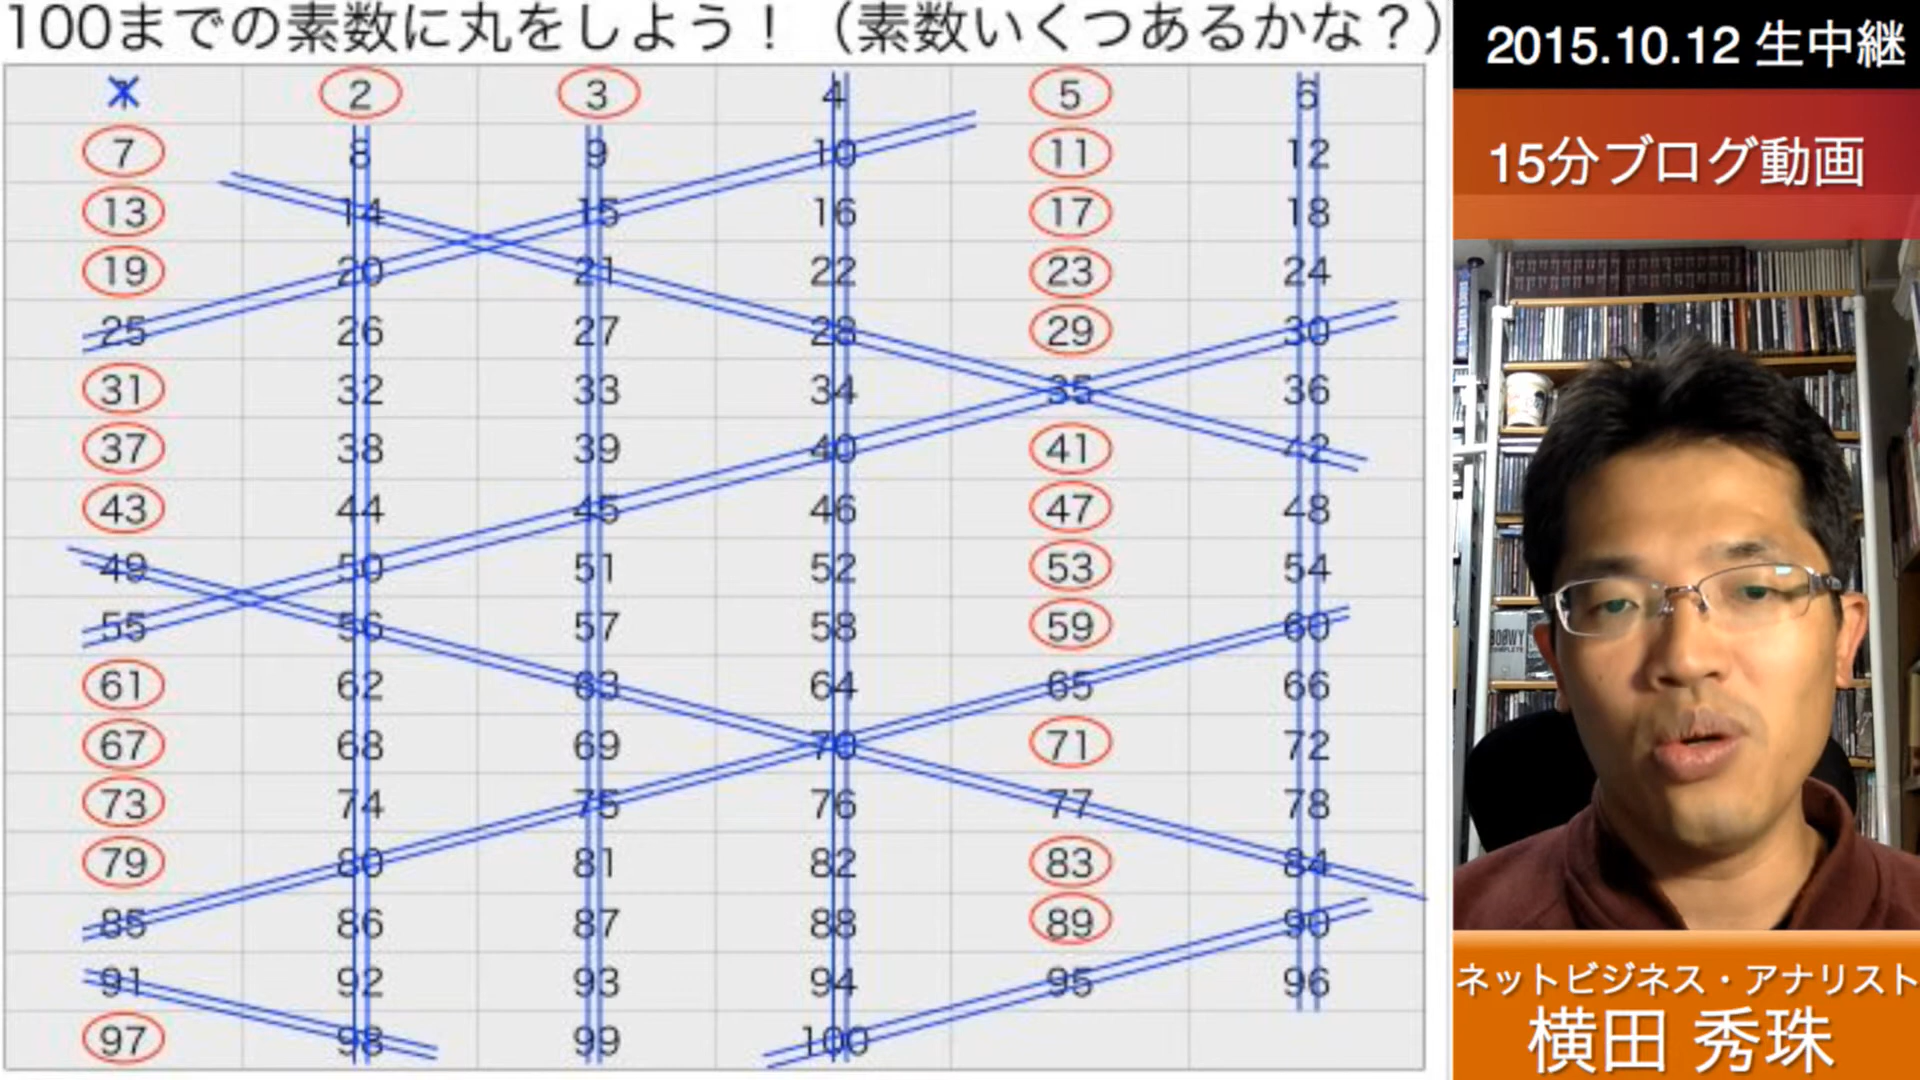 100までの素数に丸をしよう！（素数いくつあるかな？）
1 2 3 4 5 6
7 8 9 10 11 12
13 14 15 16 17 18
19 20 21 22 23 24
25 26 27 28 29 30
31 32 33 34 35 36
37 38 39 40 41 42
43 44 45 46 47 48
49 50 51 52 53 54
55 56 57 58 59 60
61 62 63 64 65 66
67 68 69 70 71 72
73 74 75 76 77 78
79 80 81 82 83 84
85 86 87 88 89 90
91 92 93 94 95 96
97 98 99 100
2015.10.12 生中継
15分ブログ動画
BOØWY
COMPLETE
ネットビジネス・アナリスト
横田 秀珠